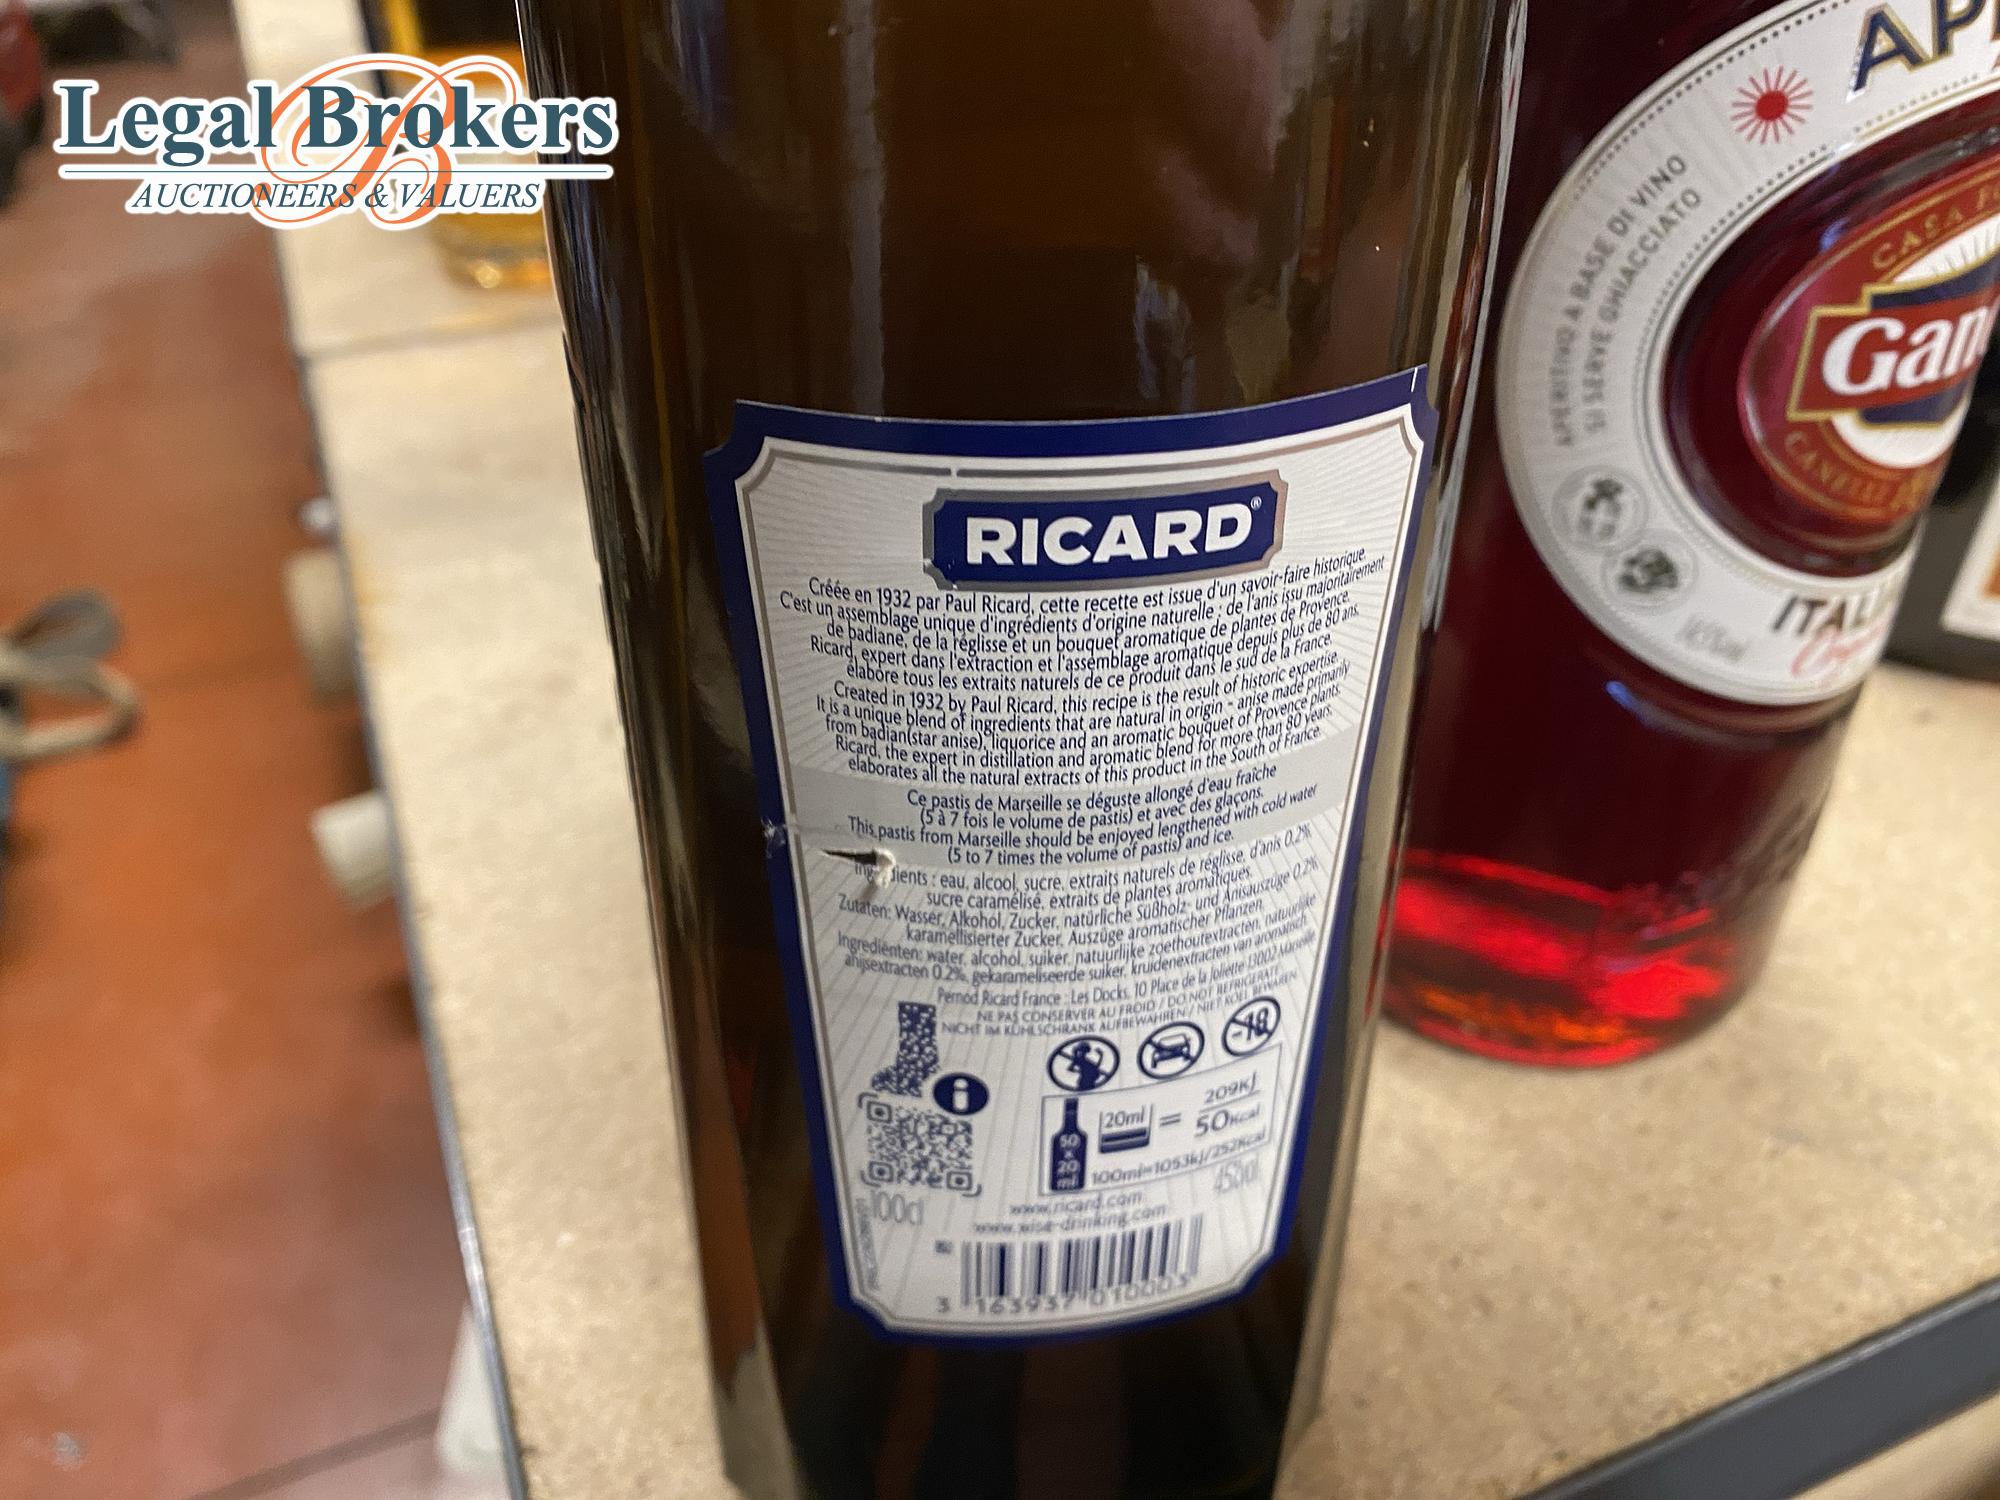 Legal Brokers
AUCTIONEERS & VALUERS
RICARD®
Créée en 1932 par Paul Ricard, cette recette est issue d'un savoir-faire historique.
C'est un assemblage unique d'ingrédients d'origine naturelle : de l'anis issu majoritairement
de badiane, de la réglisse et un bouquet aromatique de plantes de Provence.
Ricard, expert dans l'extraction et l'assemblage aromatique depuis plus de 80 ans,
élabore tous les extraits naturels de ce produit dans le sud de la France.
Created in 1932 by Paul Ricard, this recipe is the result of historic expertise.
It is a unique blend of ingredients that are natural in origin - anise made primarily
from badian(star anise), liquorice and an aromatic bouquet of Provence plants.
Ricard, the expert in distillation and aromatic blend for more than 80 years,
elaborates all the natural extracts of this product in the South of France.
Ce pastis de Marseille se déguste allongé d'eau fraîche
(5 à 7 fois le volume de pastis) et avec des glaçons.
This pastis from Marseille should be enjoyed lengthened with cold water
(5 to 7 times the volume of pastis) and ice.
: eau, alcool, sucre, extraits naturels de réglisse, d'anis 0.2%,
sucre caramélisé, extraits de plantes aromatiques.
Zutaten: Wasser, Alkohol, Zucker, natürliche Süßholz- und Anisauszüge 0.2%
karamellisierter Zucker, Auszüge aromatischer Pflanzen.
Ingrediënten: water, alcohol, suiker, natuurlijke zoethoutextracten, natuurlijke
anijsextracten 0.2%, gekarameliseerde suiker, kruidenextracten van aromatisch.
Pernod Ricard France : Les Docks, 10 Place de la Joliette 13002 Marseille
NE PAS CONSERVER AU FROID / DO NOT REFRIGERATE
NICHT IM KÜHLSCHRANK AUFBEWAHREN / NIET KOEL BEWAREN
-18
i
50
x
20
ml
20ml = 209KJ
50Kcal
100ml=1053kJ/252Kcal
100cl
www.ricard.com
www.wise-drinking.com
3 163937 010003
APERITIVO A BASE DI VINO
SI SERVE GHIACCIATO
CASA
Gan